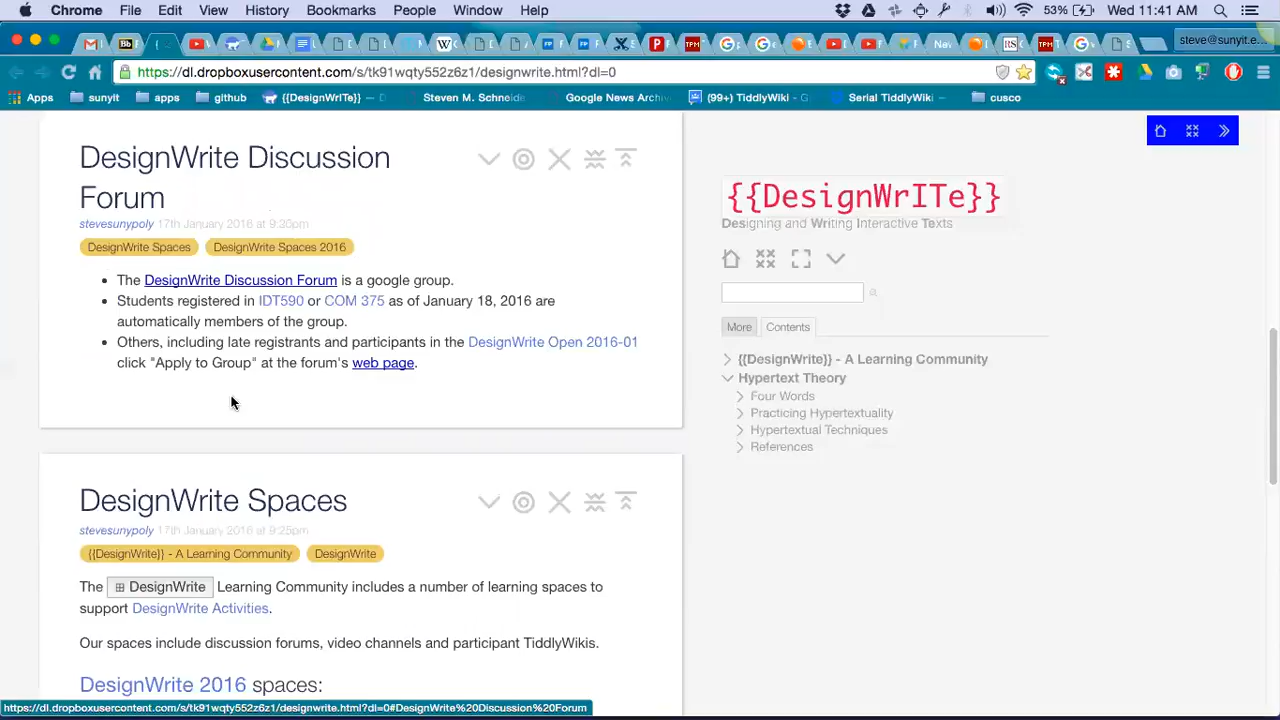 Chrome File Edit View History Bookmarks People Window Help 53% Wed 11:41 AM
steve@sunyit.e...
https://dl.dropboxusercontent.com/s/tk91wqty552z6z1/designwrite.html?dl=0
Apps sunyit apps github {{DesignWrITe}} — D Steven M. Schneide Google News Archiv (99+) TiddlyWiki - G Serial TiddlyWiki — cusco
DesignWrite Discussion
Forum
stevesunypoly 17th January 2016 at 9:36pm
DesignWrite Spaces DesignWrite Spaces 2016
• The DesignWrite Discussion Forum is a google group.
• Students registered in IDT590 or COM 375 as of January 18, 2016 are
automatically members of the group.
• Others, including late registrants and participants in the DesignWrite Open 2016-01
click "Apply to Group" at the forum's web page.
DesignWrite Spaces
stevesunypoly 17th January 2016 at 9:25pm
{{DesignWrite}} - A Learning Community DesignWrite
The DesignWrite Learning Community includes a number of learning spaces to
support DesignWrite Activities.
Our spaces include discussion forums, video channels and participant TiddlyWikis.
DesignWrite 2016 spaces:
{{DesignWrITe}}
Designing and Writing Interactive Texts
More Contents
{{DesignWrite}} - A Learning Community
Hypertext Theory
Four Words
Practicing Hypertextuality
Hypertextual Techniques
References
https://dl.dropboxusercontent.com/s/tk91wqty552z6z1/designwrite.html?dl=0#DesignWrite%20Discussion%20Forum